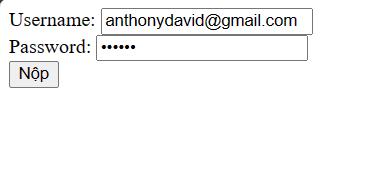 Username: anthonydavid@gmail.com
Password: ••••••
Nộp